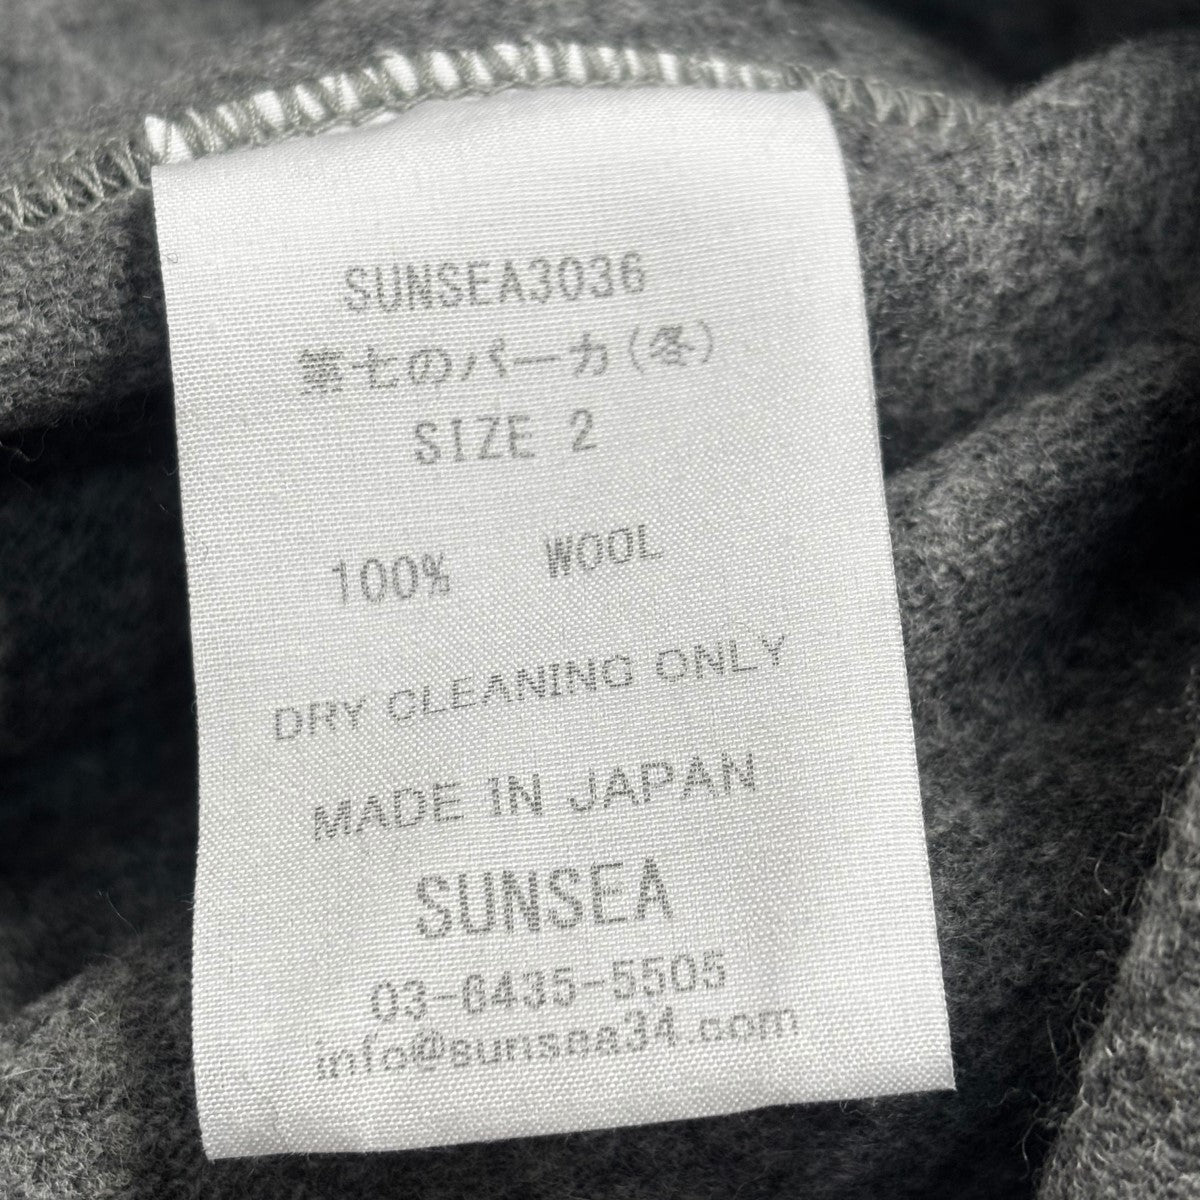 SUNSEA3036
第七のパーカ(冬)
SIZE 2
100% WOOL
DRY CLEANING ONLY
MADE IN JAPAN
SUNSEA
03-6435-5505
info@sunsea34.com